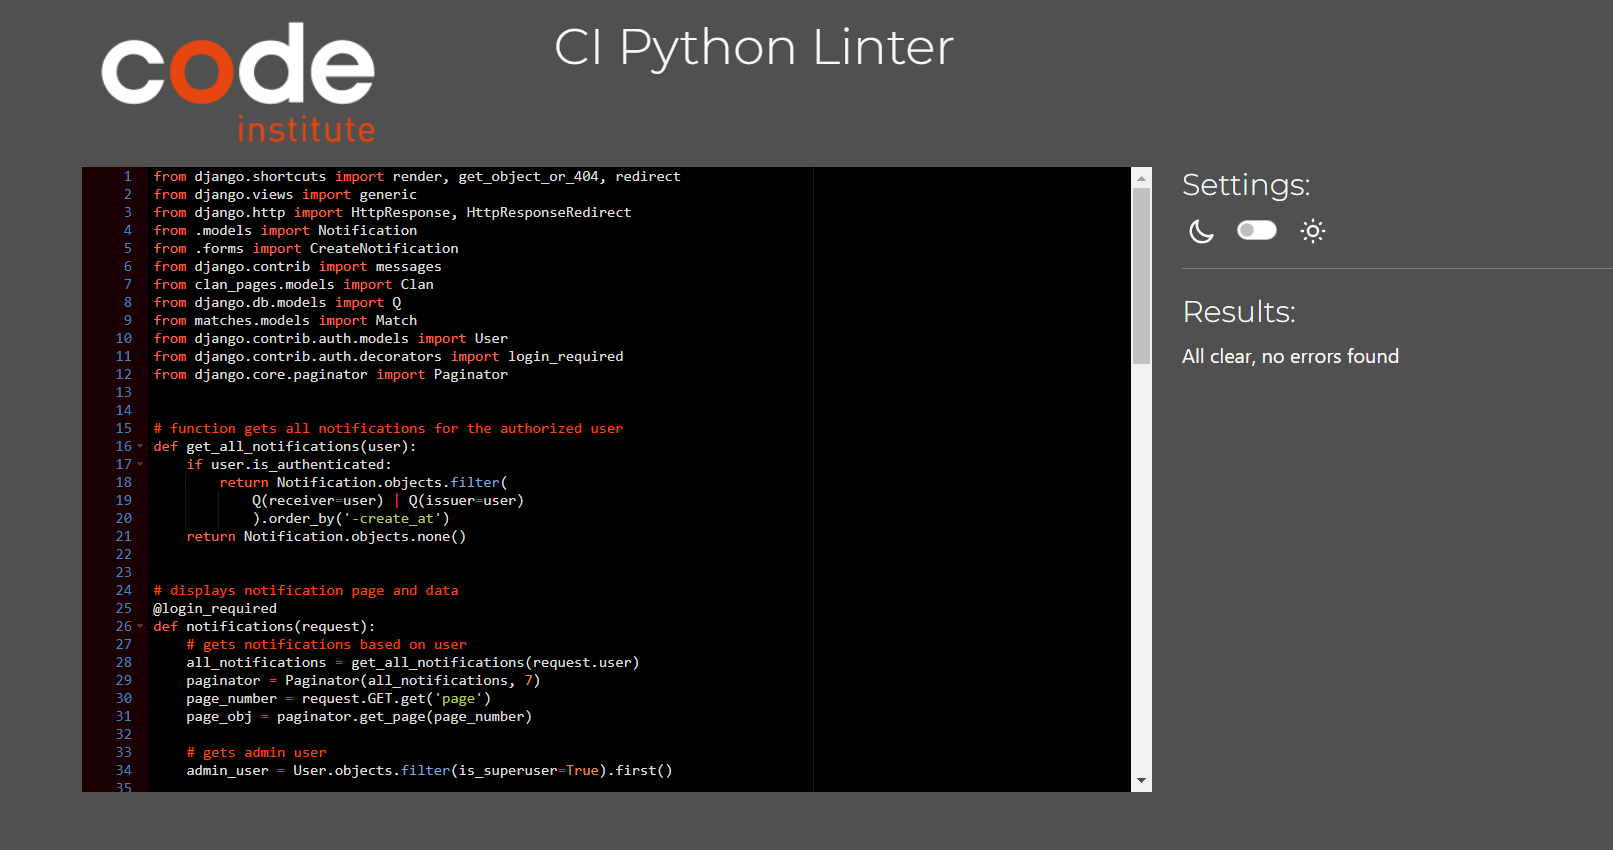 code
institute
CI Python Linter
1 from django.shortcuts import render, get_object_or_404, redirect
2 from django.views import generic
3 from django.http import HttpResponse, HttpResponseRedirect
4 from .models import Notification
5 from .forms import CreateNotification
6 from django.contrib import messages
7 from clan_pages.models import Clan
8 from django.db.models import Q
9 from matches.models import Match
10 from django.contrib.auth.models import User
11 from django.contrib.auth.decorators import login_required
12 from django.core.paginator import Paginator
13
14
15 # function gets all notifications for the authorized user
16 def get_all_notifications(user):
17     if user.is_authenticated:
18         return Notification.objects.filter(
19             Q(receiver=user) | Q(issuer=user)
20             ).order_by('-create_at')
21     return Notification.objects.none()
22
23
24 # displays notification page and data
25 @login_required
26 def notifications(request):
27     # gets notifications based on user
28     all_notifications = get_all_notifications(request.user)
29     paginator = Paginator(all_notifications, 7)
30     page_number = request.GET.get('page')
31     page_obj = paginator.get_page(page_number)
32
33     # gets admin user
34     admin_user = User.objects.filter(is_superuser=True).first()
35
Settings:
Results:
All clear, no errors found